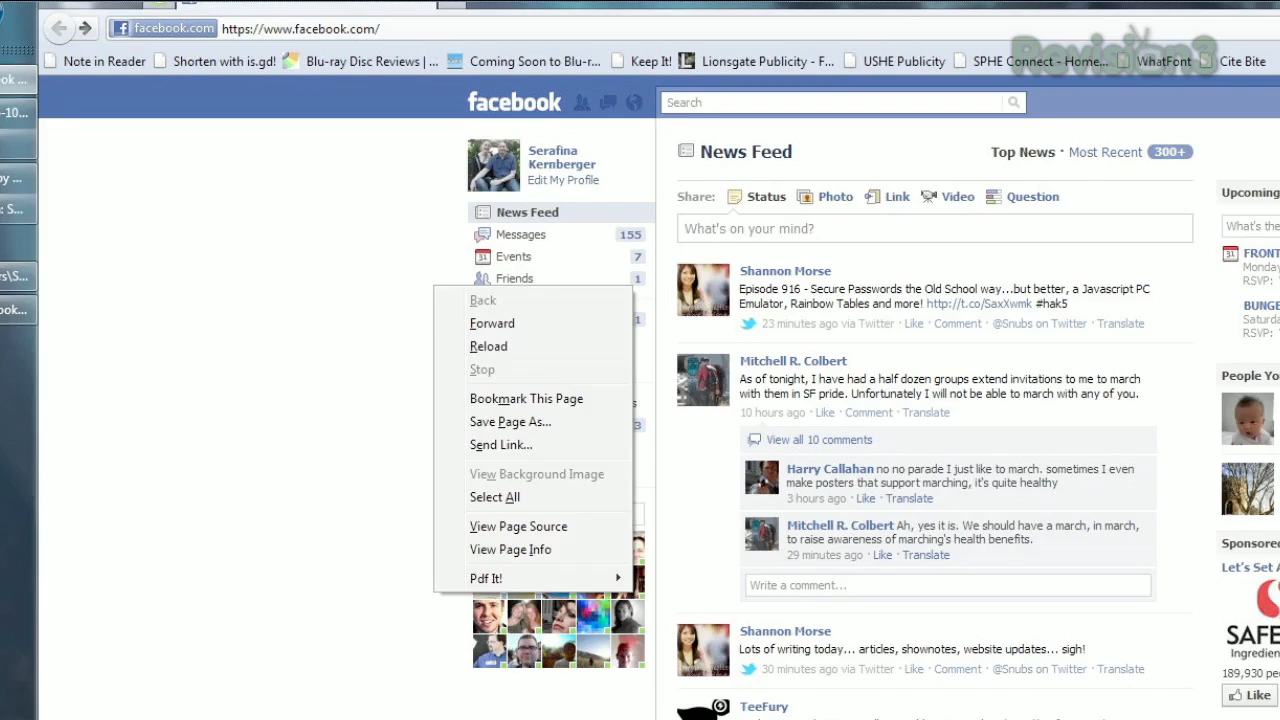 facebook.com https://www.facebook.com/
Revision3
Note in Reader Shorten with is.gd! Blu-ray Disc Reviews | ... Coming Soon to Blu-r... Keep It! Lionsgate Publicity - F... USHE Publicity SPHE Connect - Home... WhatFont Cite Bite
facebook
Search
Serafina
Kernberger
Edit My Profile
News Feed
Messages 155
Events 7
Friends 1
1
3
Back
Forward
Reload
Stop
Bookmark This Page
Save Page As...
Send Link...
View Background Image
Select All
View Page Source
View Page Info
Pdf It!
News Feed
Top News · Most Recent 300+
Share: Status Photo Link Video Question
What's on your mind?
Shannon Morse
Episode 916 - Secure Passwords the Old School way...but better, a Javascript PC
Emulator, Rainbow Tables and more! http://t.co/SaxXwmk #hak5
23 minutes ago via Twitter · Like · Comment · @Snubs on Twitter · Translate
Mitchell R. Colbert
As of tonight, I have had a half dozen groups extend invitations to me to march
with them in SF pride. Unfortunately I will not be able to march with any of you.
10 hours ago · Like · Comment · Translate
View all 10 comments
Harry Callahan no no parade I just like to march. sometimes I even
make posters that support marching, it's quite healthy
3 hours ago · Like · Translate
Mitchell R. Colbert Ah, yes it is. We should have a march, in march,
to raise awareness of marching's health benefits.
29 minutes ago · Like · Translate
Write a comment...
Shannon Morse
Lots of writing today... articles, shownotes, website updates... sigh!
30 minutes ago via Twitter · Like · Comment · @Snubs on Twitter · Translate
TeeFury
Upcoming
What's the
31 FRONT
Monday
RSVP:
BUNGE
Saturda
RSVP:
People Yo
Sponsored
Let's Set A
SAFE
Ingredien
189,930 pe
Like